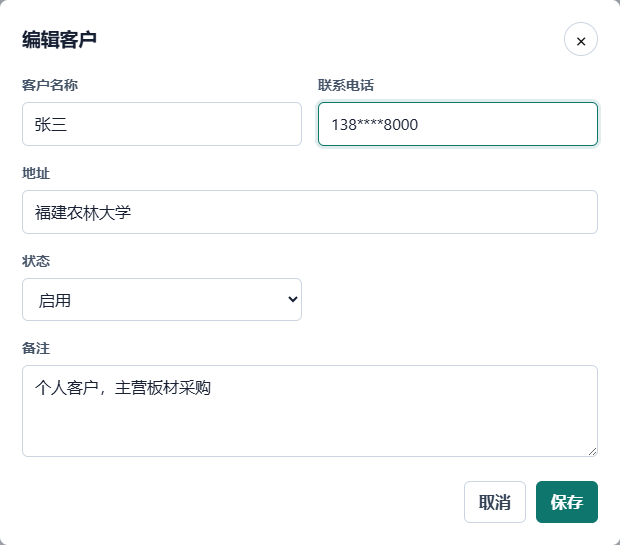 编辑客户
×
客户名称
联系电话
张三
138****8000
地址
福建农林大学
状态
启用
备注
个人客户，主营板材采购
取消
保存